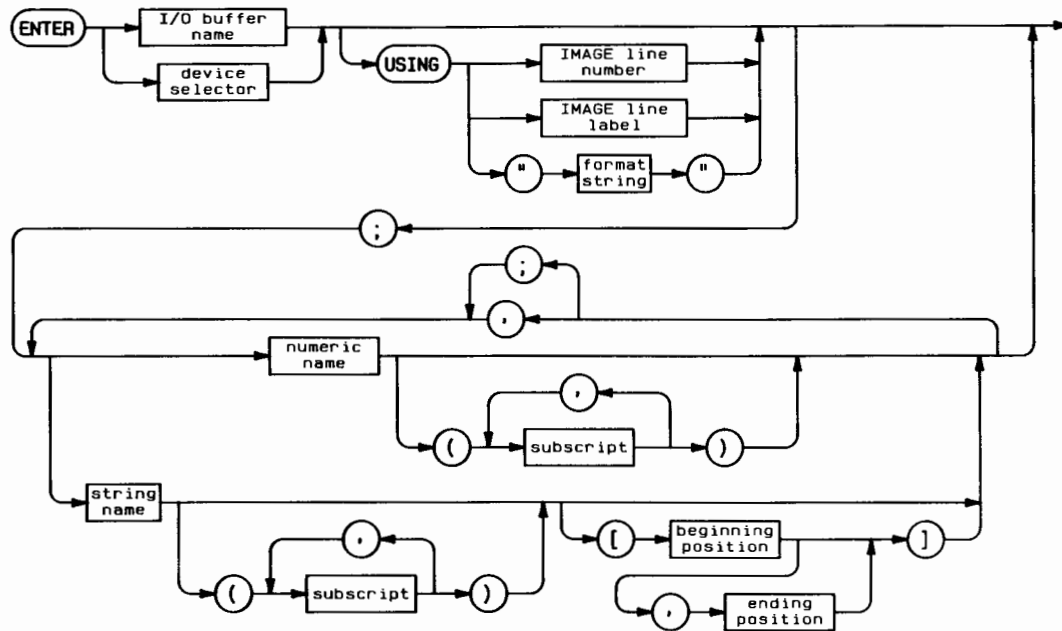 ENTER
I/O buffer
name
device
selector
USING
IMAGE line
number
IMAGE line
label
"
format
string
"
;
;
,
numeric
name
,
(
subscript
)
string
name
,
(
subscript
)
[
beginning
position
]
,
ending
position